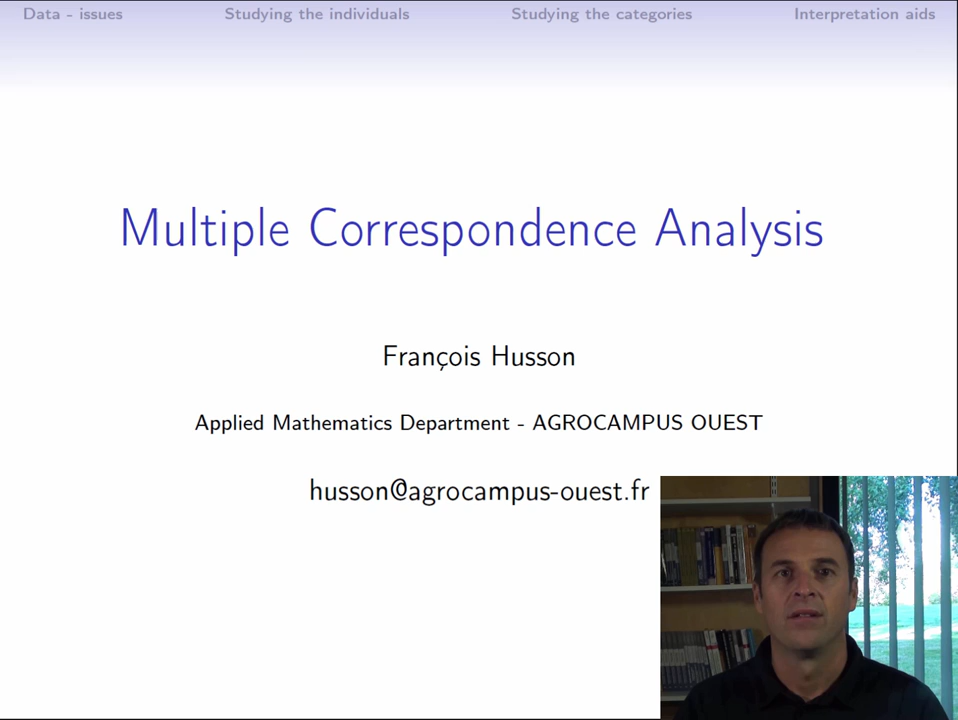 Data - issues
Studying the individuals
Studying the categories
Interpretation aids
Multiple Correspondence Analysis
François Husson
Applied Mathematics Department - AGROCAMPUS OUEST
husson@agrocampus-ouest.fr